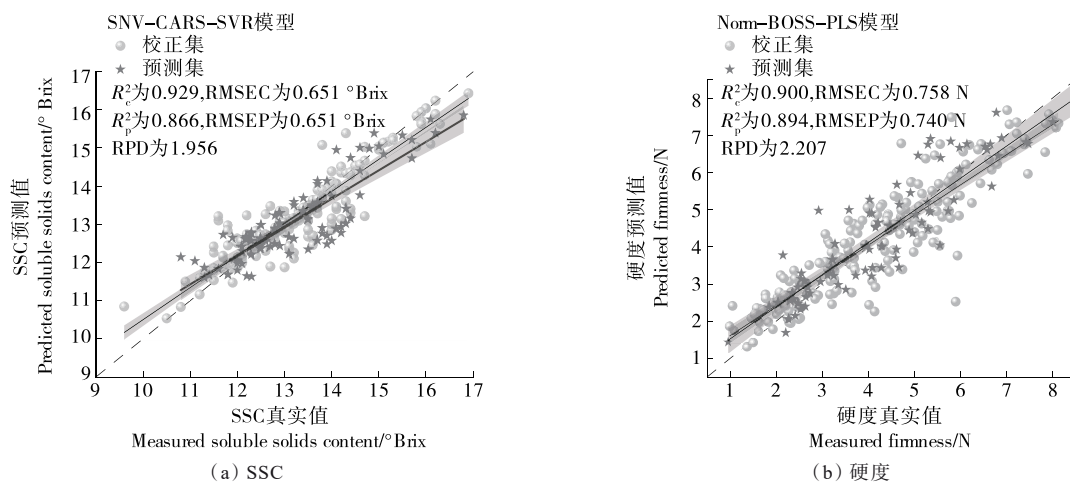 SNV-CARS-SVR模型
校正集
预测集
R²c为0.929,RMSEC为0.651 °Brix
R²p为0.866,RMSEP为0.651 °Brix
RPD为1.956
17
16
15
14
13
12
11
10
9
SSC预测值
Predicted soluble solids content/° Brix
9 10 11 12 13 14 15 16 17
SSC真实值
Measured soluble solids content/°Brix
(a) SSC
Norm-BOSS-PLS模型
校正集
预测集
R²c为0.900,RMSEC为0.758 N
R²p为0.894,RMSEP为0.740 N
RPD为2.207
8
7
6
5
4
3
2
1
硬度预测值
Predicted firmness/N
1 2 3 4 5 6 7 8
硬度真实值
Measured firmness/N
(b) 硬度